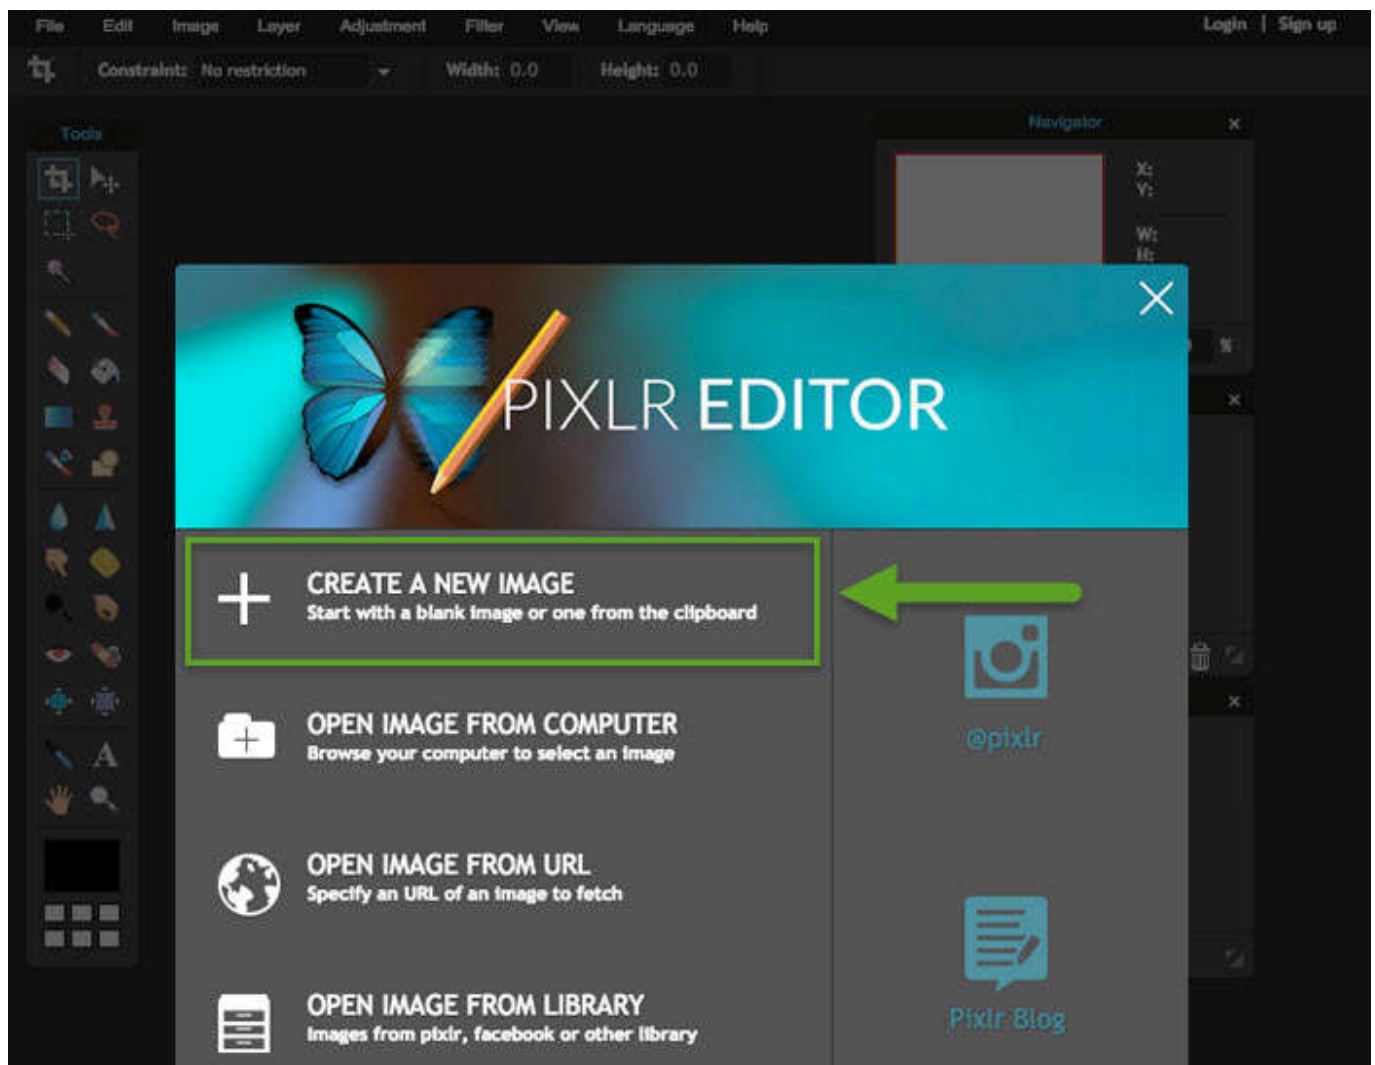 File Edit Image Layer Adjustment Filter View Language Help Login | Sign up
Constraint: No restriction Width: 0.0 Height: 0.0
Tools
Navigator
X:
Y:
W:
H:
%
PIXLR EDITOR
CREATE A NEW IMAGE
Start with a blank image or one from the clipboard
OPEN IMAGE FROM COMPUTER
Browse your computer to select an image
@pixlr
OPEN IMAGE FROM URL
Specify an URL of an image to fetch
OPEN IMAGE FROM LIBRARY
Images from pixlr, facebook or other library
Pixlr Blog
A